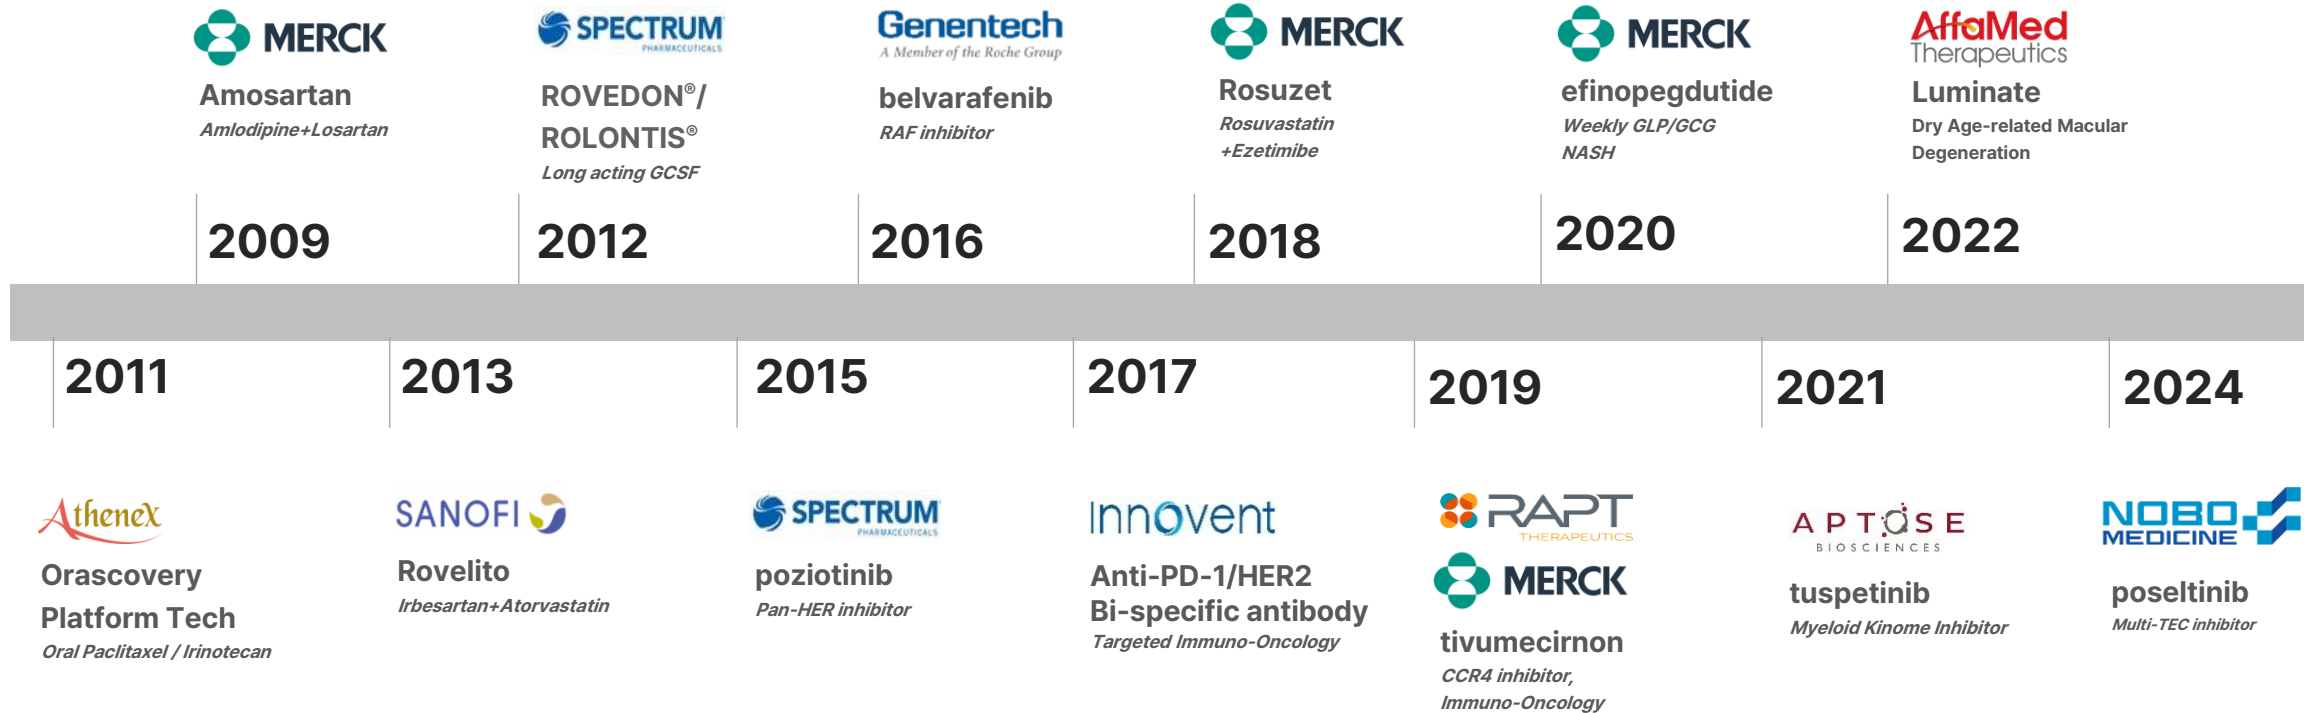 MERCK
Amosartan
Amlodipine+Losartan
2009
SPECTRUM
PHARMACEUTICALS
ROVEDON®/
ROLONTIS®
Long acting GCSF
2012
Genentech
A Member of the Roche Group
belvarafenib
RAF inhibitor
2016
MERCK
Rosuzet
Rosuvastatin
+Ezetimibe
2018
MERCK
efinopegdutide
Weekly GLP/GCG
NASH
2020
AffaMed
Therapeutics
Luminate
Dry Age-related Macular
Degeneration
2022
2011
Athenex
Orascovery
Platform Tech
Oral Paclitaxel / Irinotecan
2013
SANOFI
Rovelito
Irbesartan+Atorvastatin
2015
SPECTRUM
PHARMACEUTICALS
poziotinib
Pan-HER inhibitor
2017
Innovent
Anti-PD-1/HER2
Bi-specific antibody
Targeted Immuno-Oncology
2019
RAPT
THERAPEUTICS
MERCK
tivumecirnon
CCR4 inhibitor,
Immuno-Oncology
2021
APTOSE
BIOSCIENCES
tuspetinib
Myeloid Kinome Inhibitor
2024
NOBO
MEDICINE
poseltinib
Multi-TEC inhibitor